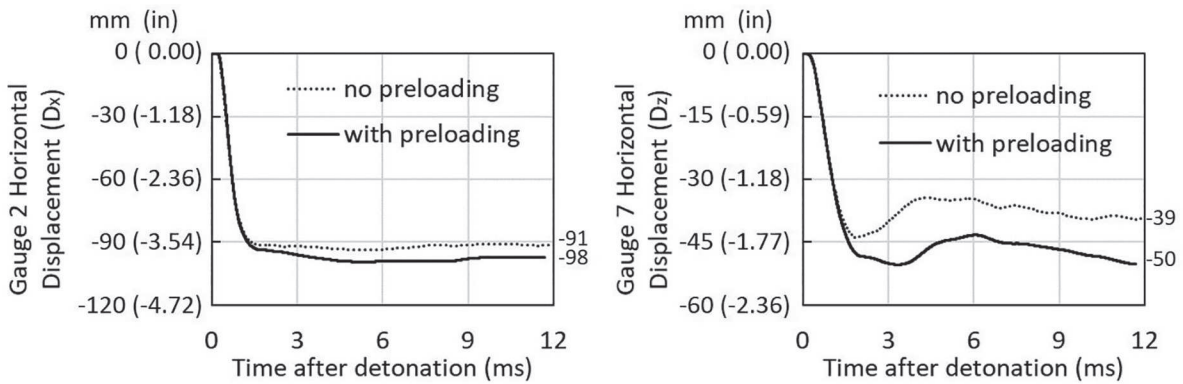 mm (in)
0 ( 0.00)
-30 (-1.18)
-60 (-2.36)
-90 (-3.54)
-120 (-4.72)
Gauge 2 Horizontal
Displacement (Dx)
no preloading
with preloading
-91
-98
0 3 6 9 12
Time after detonation (ms)
mm (in)
0 ( 0.00)
-15 (-0.59)
-30 (-1.18)
-45 (-1.77)
-60 (-2.36)
Gauge 7 Horizontal
Displacement (Dz)
no preloading
with preloading
-39
-50
0 3 6 9 12
Time after detonation (ms)